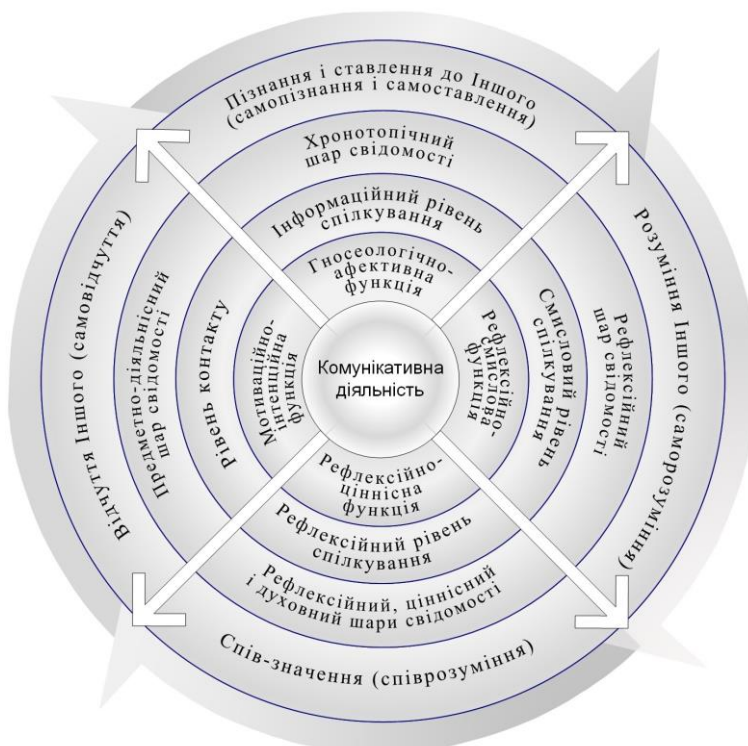 Пізнання і ставлення до Іншого
(самопізнання і самоставлення)
Хронотопічний
шар свідомості
Інформаційний рівень
спілкування
Гносеологічно-
афективна
функція
Відчуття Іншого (самовідчуття)
Предметно-діяльнісний
шар свідомості
Рівень контакту
Мотиваційно-
інтенційна
функція
Комунікативна
діяльність
Рефлексійно-
смислова
функція
Смисловий рівень
спілкування
Рефлексійний
шар свідомості
Розуміння Іншого (саморозуміння)
Рефлексійно-
ціннісна
функція
Рефлексійний рівень
спілкування
Рефлексійний, ціннісний
і духовний шари свідомості
Спів-значення (співрозуміння)